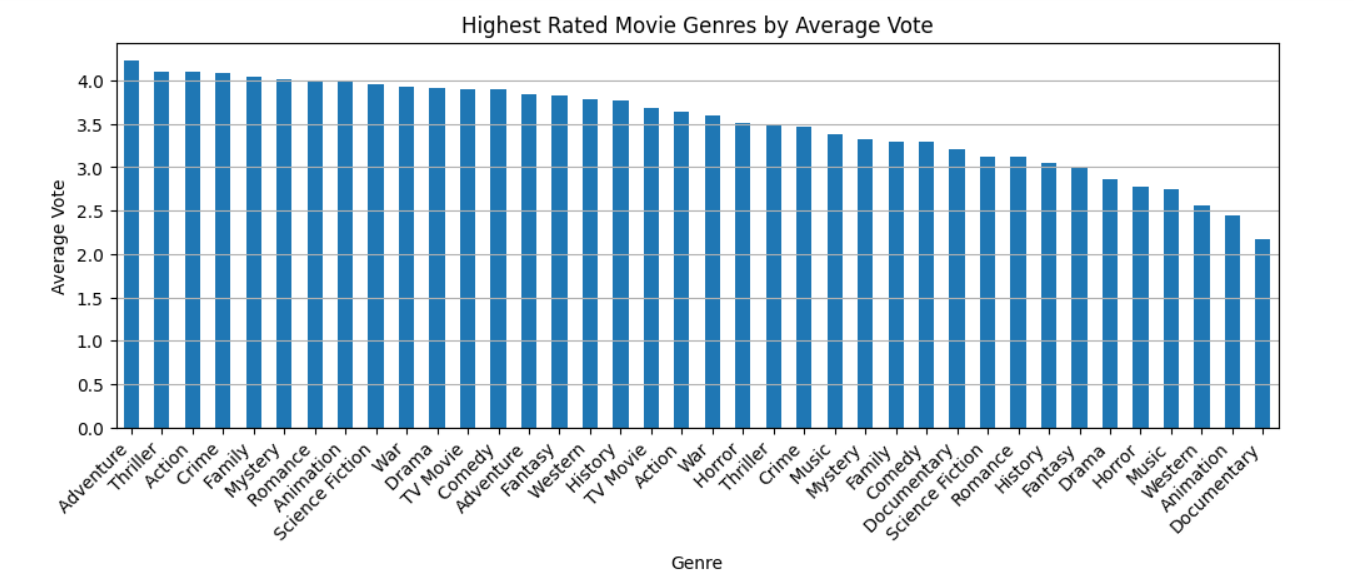 Highest Rated Movie Genres by Average Vote
Average Vote
4.0
3.5
3.0
2.5
2.0
1.5
1.0
0.5
0.0
Adventure
Thriller
Action
Crime
Family
Mystery
Romance
Animation
Science Fiction
War
Drama
TV Movie
Comedy
Adventure
Fantasy
Western
History
TV Movie
Action
War
Horror
Thriller
Crime
Music
Mystery
Family
Comedy
Documentary
Science Fiction
Romance
History
Fantasy
Drama
Horror
Music
Western
Animation
Documentary
Genre